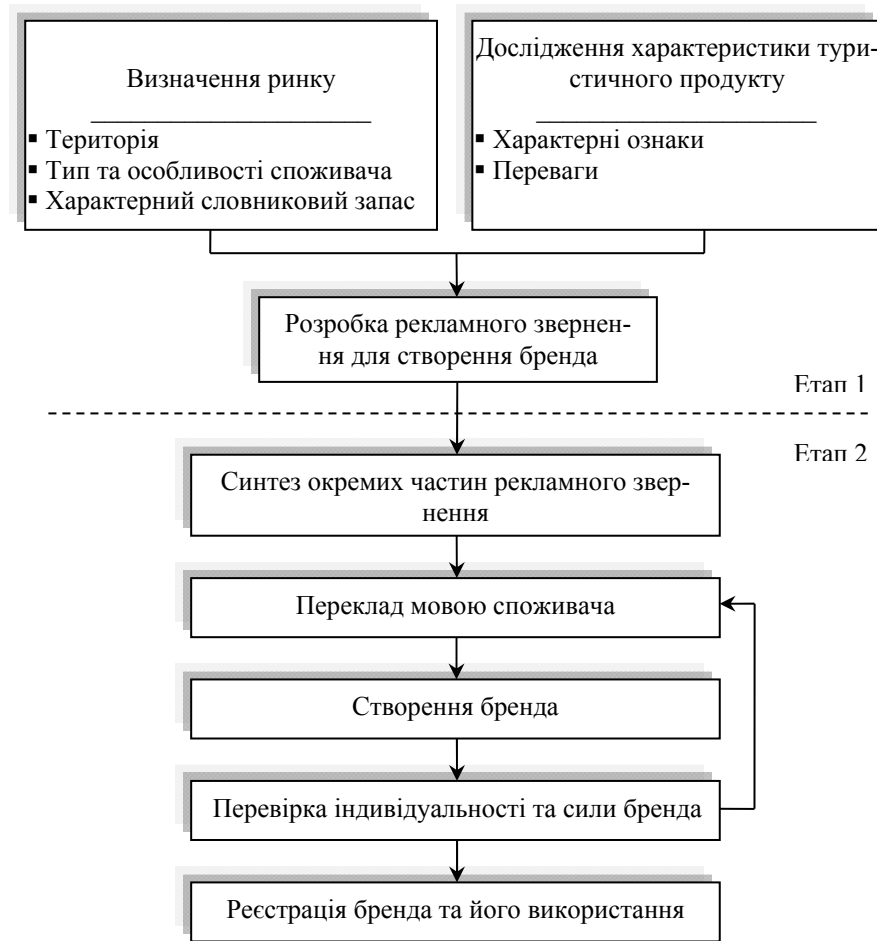 Визначення ринку
▪ Територія
▪ Тип та особливості споживача
▪ Характерний словниковий запас
Дослідження характеристики тури-
стичного продукту
▪ Характерні ознаки
▪ Переваги
Розробка рекламного звернен-
ня для створення бренда
Етап 1
Етап 2
Синтез окремих частин рекламного звер-
нення
Переклад мовою споживача
Створення бренда
Перевірка індивідуальності та сили бренда
Реєстрація бренда та його використання